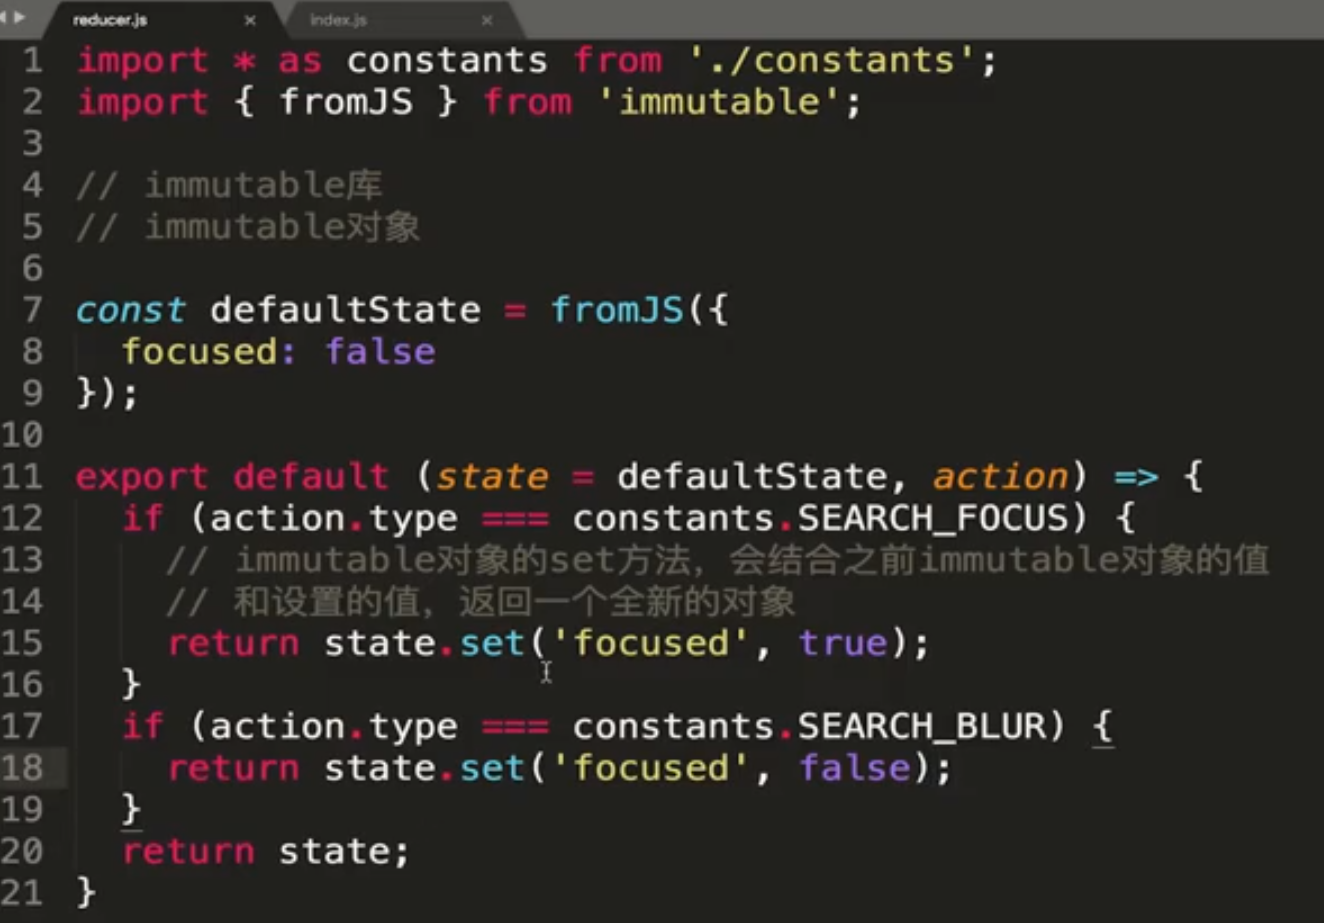 reducer.js
index.js
1 import * as constants from './constants';
2 import { fromJS } from 'immutable';
3
4 // immutable库
5 // immutable对象
6
7 const defaultState = fromJS({
8   focused: false
9 });
10
11 export default (state = defaultState, action) => {
12   if (action.type === constants.SEARCH_FOCUS) {
13     // immutable对象的set方法，会结合之前immutable对象的值
14     // 和设置的值，返回一个全新的对象
15     return state.set('focused', true);
16   }
17   if (action.type === constants.SEARCH_BLUR) {
18     return state.set('focused', false);
19   }
20   return state;
21 }